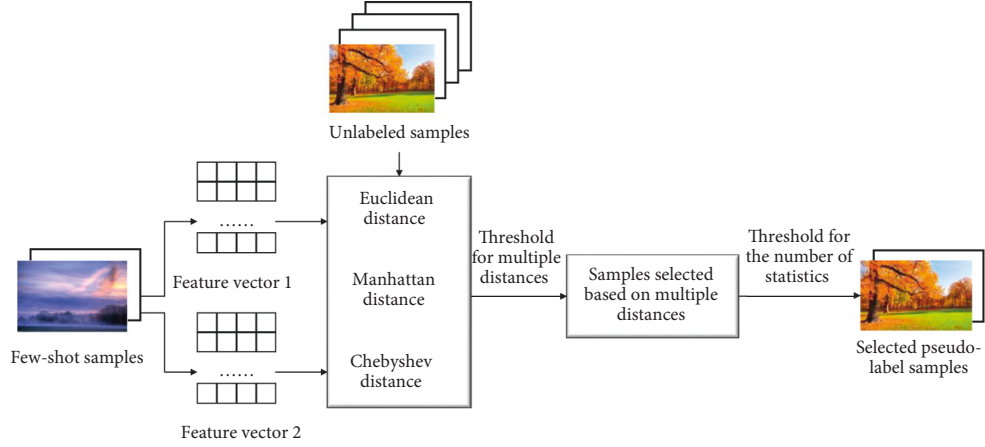 Unlabeled samples
Euclidean
distance
Manhattan
distance
Chebyshev
distance
......
Feature vector 1
......
Feature vector 2
Few-shot samples
Threshold
for multiple
distances
Samples selected
based on multiple
distances
Threshold for
the number of
statistics
Selected pseudo-
label samples